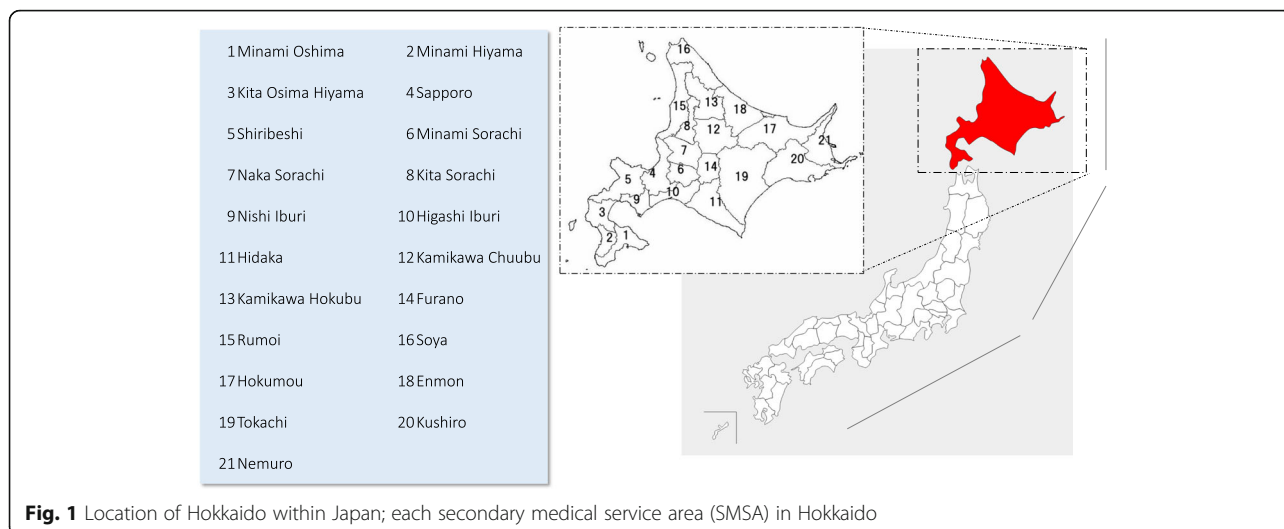 1 Minami Oshima 2 Minami Hiyama
3 Kita Osima Hiyama 4 Sapporo
5 Shiribeshi 6 Minami Sorachi
7 Naka Sorachi 8 Kita Sorachi
9 Nishi Iburi 10 Higashi Iburi
11 Hidaka 12 Kamikawa Chuubu
13 Kamikawa Hokubu 14 Furano
15 Rumoi 16 Soya
17 Hokumou 18 Enmon
19 Tokachi 20 Kushiro
21 Nemuro
16
15 13 18
8 12 17
21
7
20
5 4 6 14 19
9 10 11
3
2 1
Fig. 1 Location of Hokkaido within Japan; each secondary medical service area (SMSA) in Hokkaido